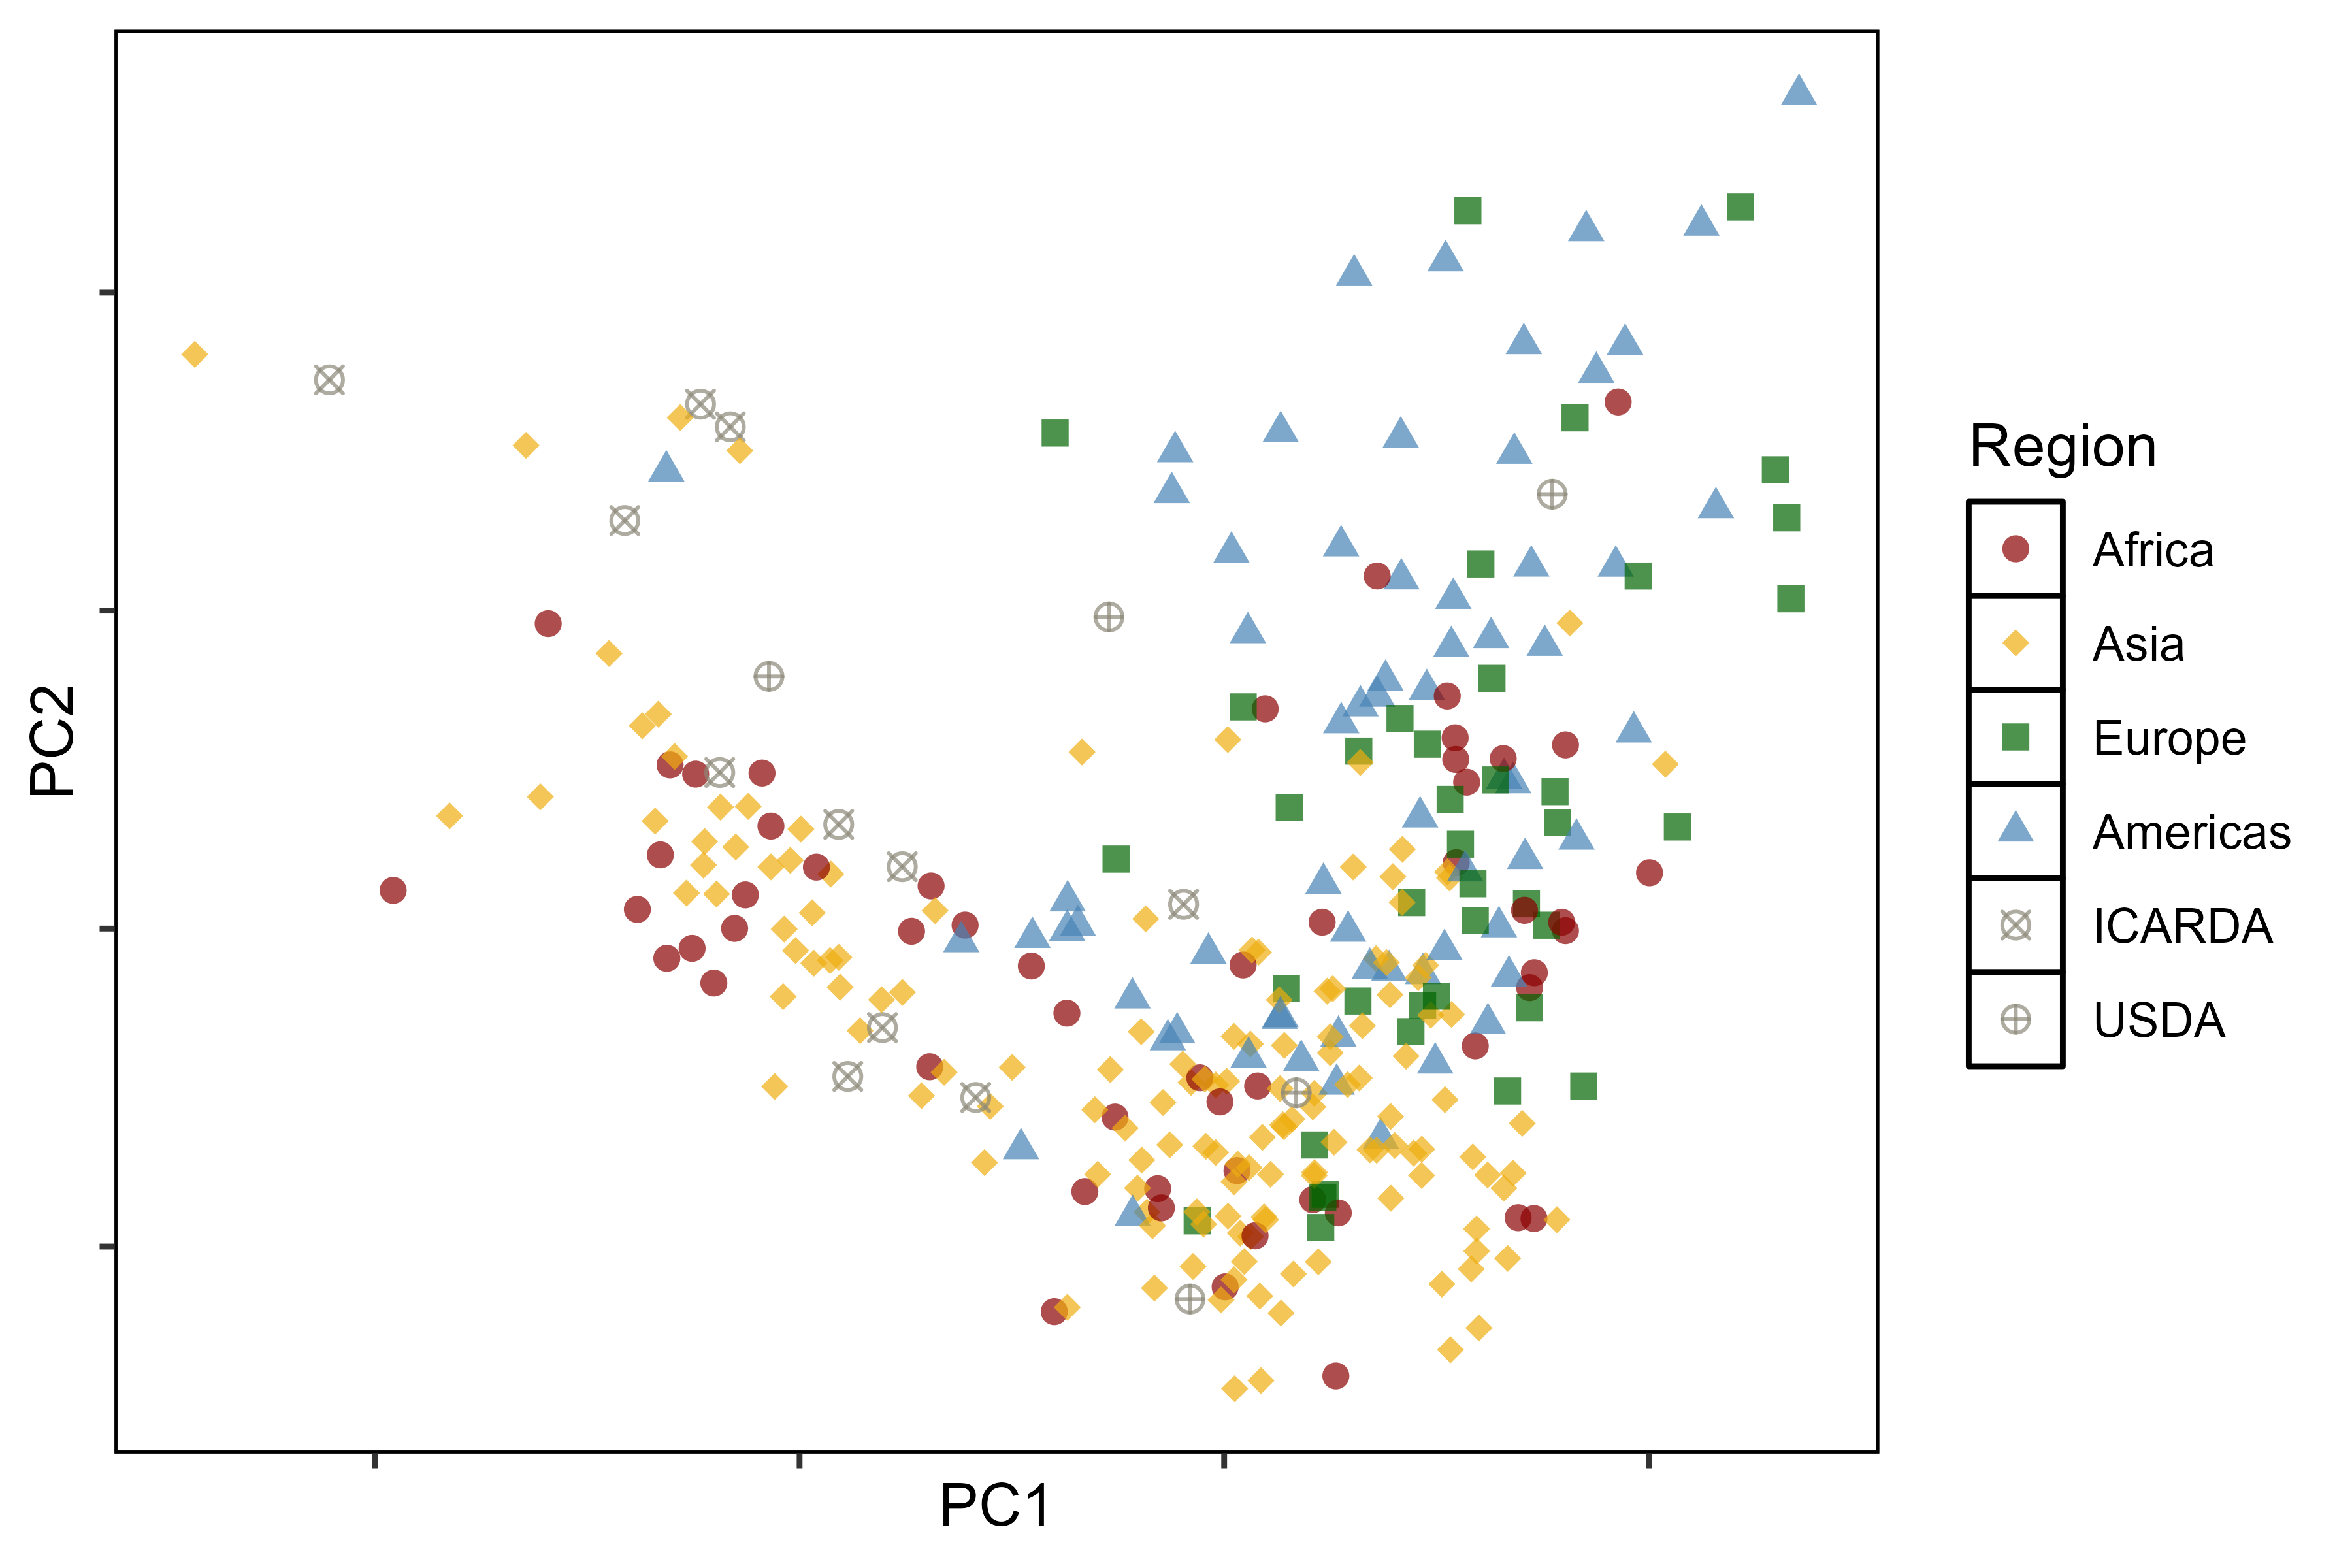 PC2
PC1
Region
Africa
Asia
Europe
Americas
ICARDA
USDA